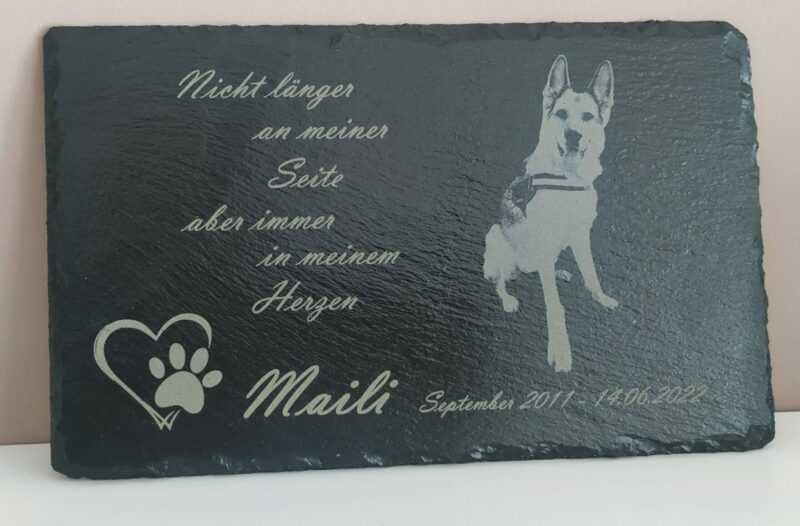 Nicht länger
an meiner
Seite
aber immer
in meinem
Herzen
Maili September 2011 - 14.06.2022